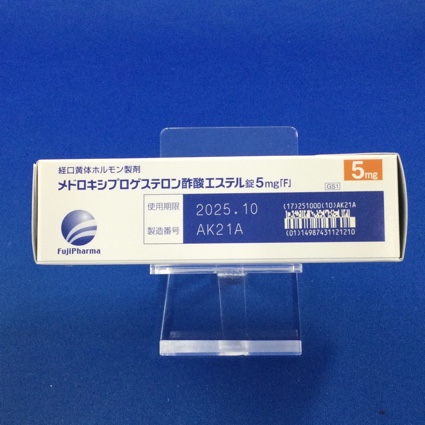 経口黄体ホルモン製剤
メドロキシプロゲステロン酢酸エステル錠5mg「F」
5mg
GS1
使用期限 2025.10
製造番号 AK21A
(17)251000(10)AK21A
(01)14987431121210
FujiPharma